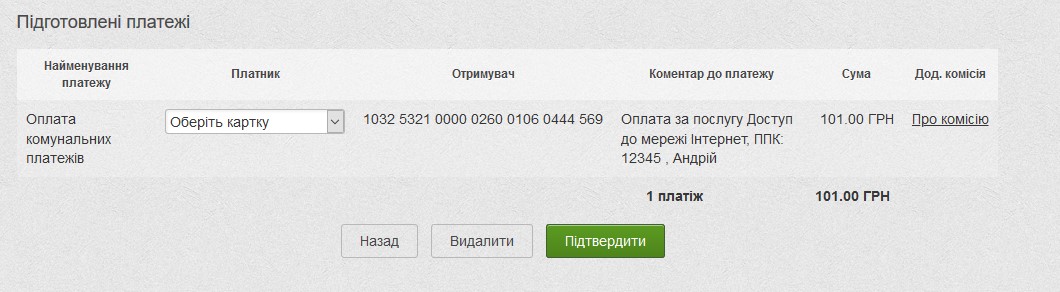 Підготовлені платежі
Найменування платежу Платник Отримувач Коментар до платежу Сума Дод. комісія
Оплата комунальних платежів
Оберіть картку
1032 5321 0000 0260 0106 0444 569
Оплата за послугу Доступ
до мережі Інтернет, ППК:
12345 , Андрій
101.00 ГРН
Про комісію
1 платіж 101.00 ГРН
Назад Видалити Підтвердити